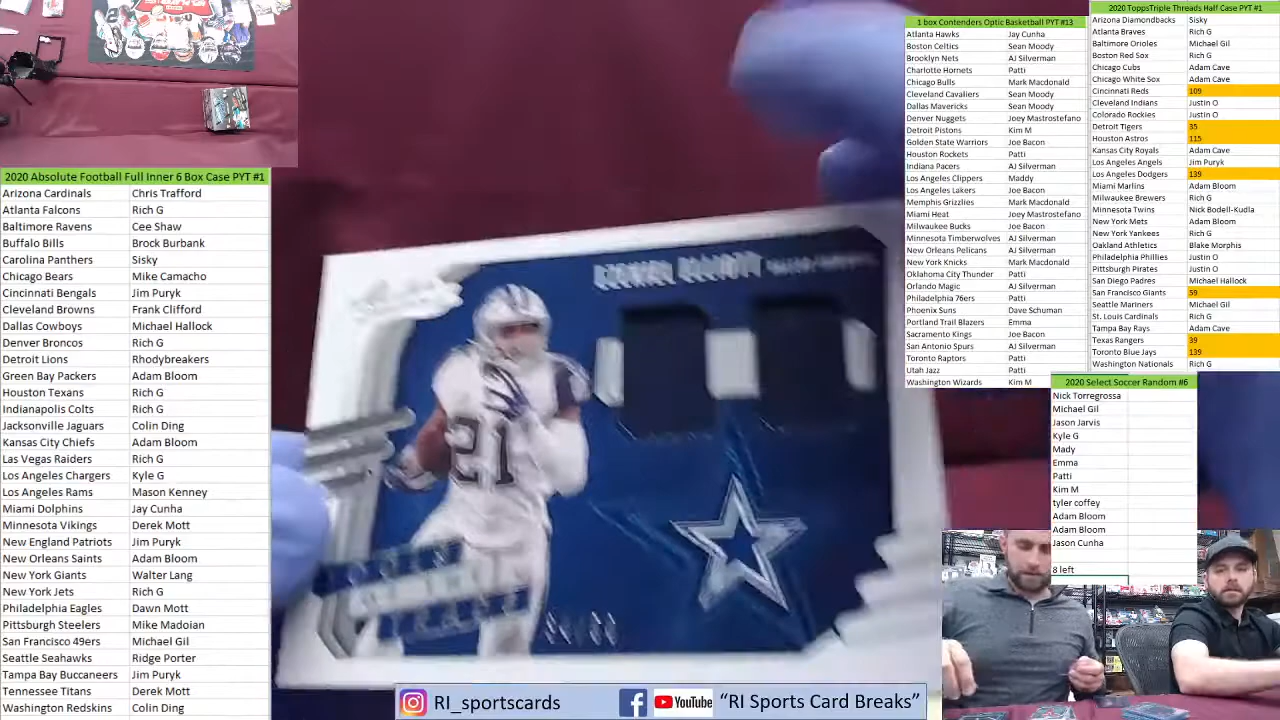 2020 Absolute Football Full Inner 6 Box Case PYT #1
Arizona Cardinals Chris Trafford
Atlanta Falcons Rich G
Baltimore Ravens Cee Shaw
Buffalo Bills Brock Burbank
Carolina Panthers Sisky
Chicago Bears Mike Camacho
Cincinnati Bengals Jim Puryk
Cleveland Browns Frank Clifford
Dallas Cowboys Michael Hallock
Denver Broncos Rich G
Detroit Lions Rhodybreakers
Green Bay Packers Adam Bloom
Houston Texans Rich G
Indianapolis Colts Rich G
Jacksonville Jaguars Colin Ding
Kansas City Chiefs Adam Bloom
Las Vegas Raiders Rich G
Los Angeles Chargers Kyle G
Los Angeles Rams Mason Kenney
Miami Dolphins Jay Cunha
Minnesota Vikings Derek Mott
New England Patriots Jim Puryk
New Orleans Saints Adam Bloom
New York Giants Walter Lang
New York Jets Rich G
Philadelphia Eagles Dawn Mott
Pittsburgh Steelers Mike Madoian
San Francisco 49ers Michael Gil
Seattle Seahawks Ridge Porter
Tampa Bay Buccaneers Jim Puryk
Tennessee Titans Derek Mott
Washington Redskins Colin Ding
EZEKIEL ELLIOTT
21
RI_sportscards
YouTube
“RI Sports Card Breaks”
1 box Contenders Optic Basketball PYT #13
Atlanta Hawks Jay Cunha
Boston Celtics Sean Moody
Brooklyn Nets AJ Silverman
Charlotte Hornets Patti
Chicago Bulls Mark Macdonald
Cleveland Cavaliers Sean Moody
Dallas Mavericks Sean Moody
Denver Nuggets Joey Mastrostefano
Detroit Pistons Kim M
Golden State Warriors Joe Bacon
Houston Rockets Patti
Indiana Pacers AJ Silverman
Los Angeles Clippers Maddy
Los Angeles Lakers Joe Bacon
Memphis Grizzlies Mark Macdonald
Miami Heat Joey Mastrostefano
Milwaukee Bucks Joe Bacon
Minnesota Timberwolves AJ Silverman
New Orleans Pelicans AJ Silverman
New York Knicks Mark Macdonald
Oklahoma City Thunder Patti
Orlando Magic AJ Silverman
Philadelphia 76ers Patti
Phoenix Suns Dave Schuman
Portland Trail Blazers Emma
Sacramento Kings Joe Bacon
San Antonio Spurs AJ Silverman
Toronto Raptors Patti
Utah Jazz Patti
Washington Wizards Kim M
2020 ToppsTriple Threads Half Case PYT #1
Arizona Diamondbacks Sisky
Atlanta Braves Rich G
Baltimore Orioles Michael Gil
Boston Red Sox Rich G
Chicago Cubs Adam Cave
Chicago White Sox Adam Cave
Cincinnati Reds 109
Cleveland Indians Justin O
Colorado Rockies Justin O
Detroit Tigers 35
Houston Astros 115
Kansas City Royals Adam Cave
Los Angeles Angels Jim Puryk
Los Angeles Dodgers 139
Miami Marlins Adam Bloom
Milwaukee Brewers Rich G
Minnesota Twins Nick Bodell-Kudla
New York Mets Adam Bloom
New York Yankees Rich G
Oakland Athletics Blake Morphis
Philadelphia Phillies Justin O
Pittsburgh Pirates Justin O
San Diego Padres Michael Hallock
San Francisco Giants 59
Seattle Mariners Michael Gil
St. Louis Cardinals Rich G
Tampa Bay Rays Adam Cave
Texas Rangers 39
Toronto Blue Jays 139
Washington Nationals Rich G
2020 Select Soccer Random #6
Nick Torregrossa
Michael Gil
Jason Jarvis
Kyle G
Mady
Emma
Patti
Kim M
tyler coffey
Adam Bloom
Adam Bloom
Jason Cunha
8 left